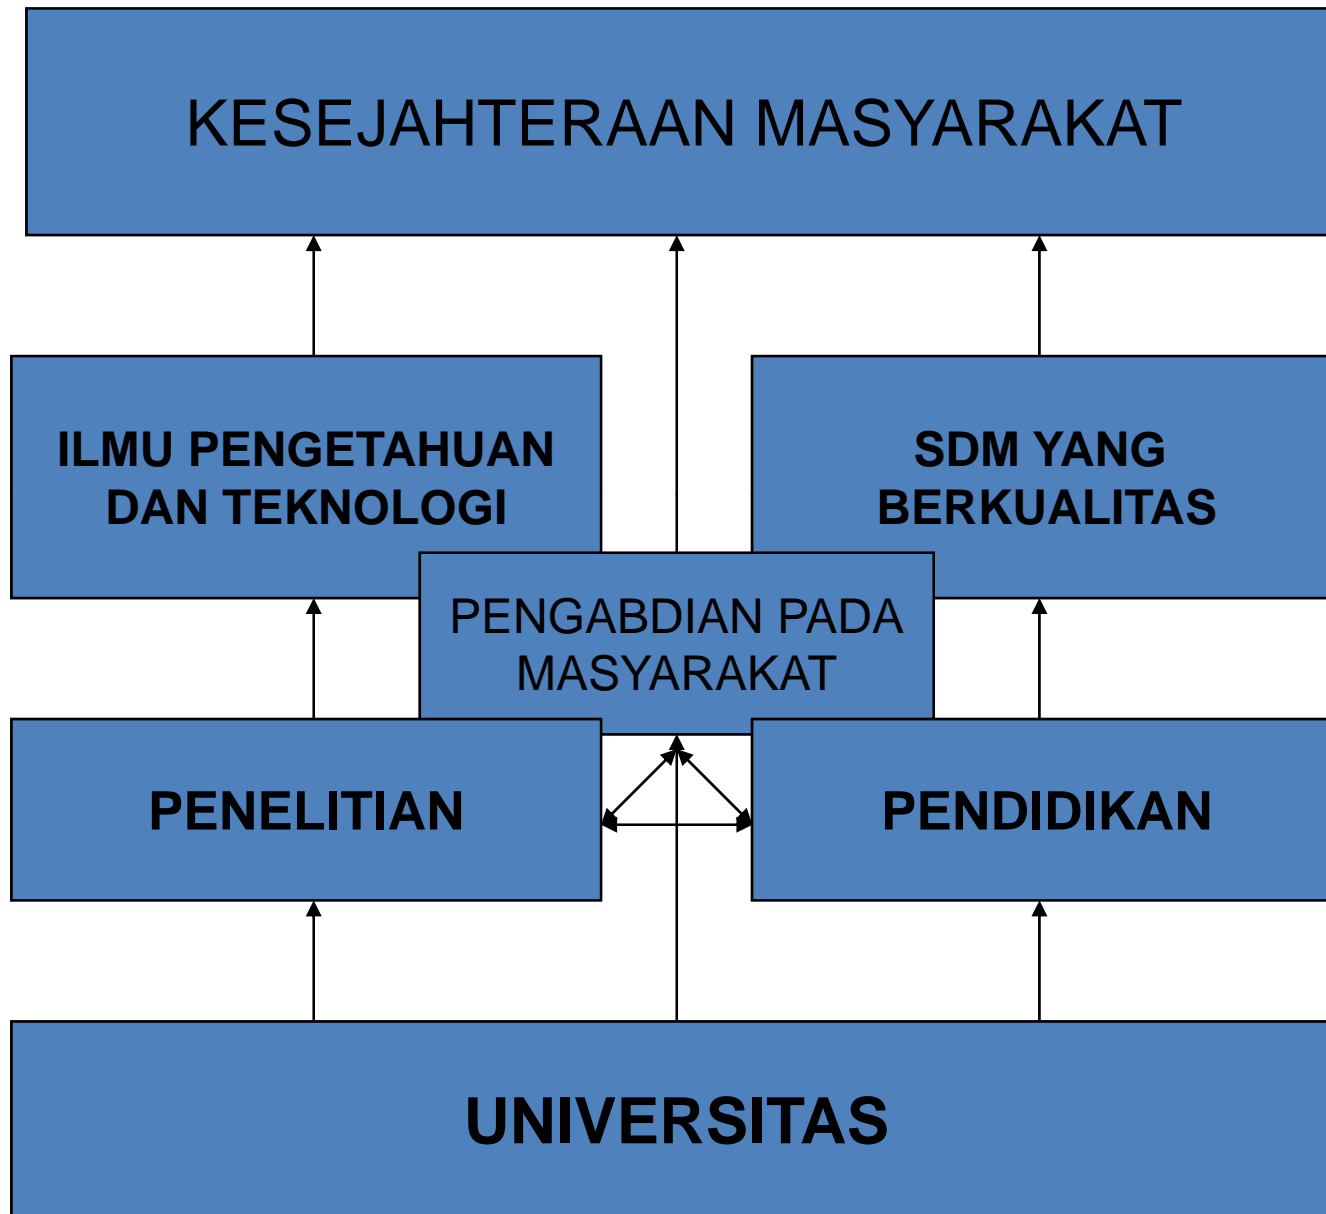 KESEJAHTERAAN MASYARAKAT
ILMU PENGETAHUAN
DAN TEKNOLOGI
SDM YANG
BERKUALITAS
PENGABDIAN PADA
MASYARAKAT
PENELITIAN
PENDIDIKAN
UNIVERSITAS